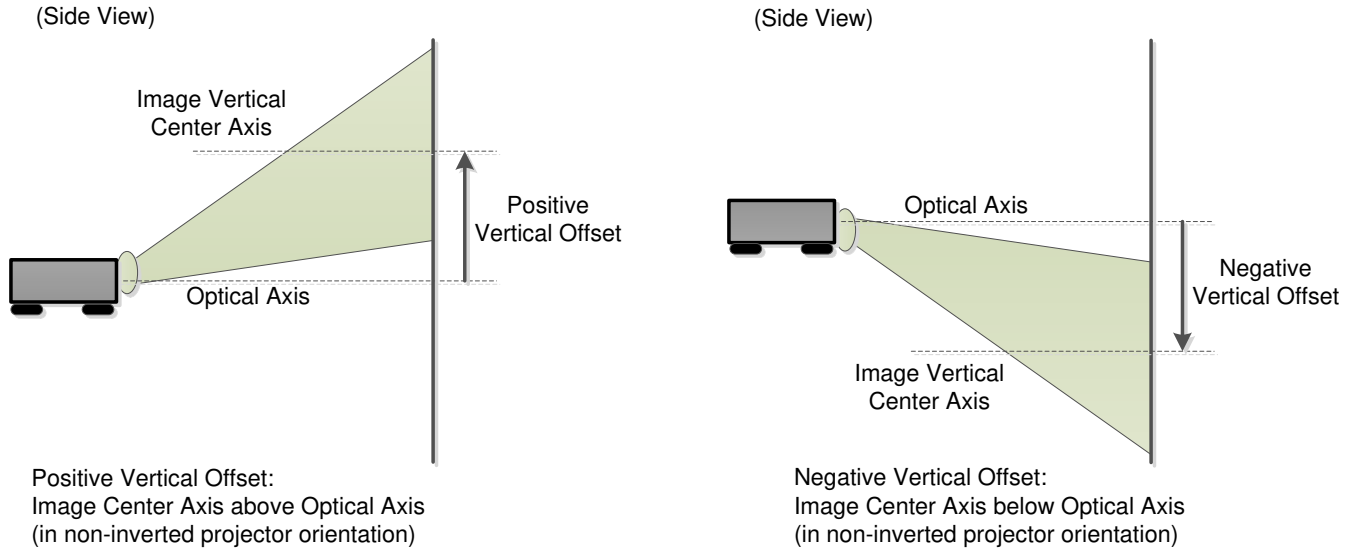 (Side View)
Image Vertical
Center Axis
Positive
Vertical Offset
Optical Axis
Positive Vertical Offset:
Image Center Axis above Optical Axis
(in non-inverted projector orientation)
(Side View)
Optical Axis
Negative
Vertical Offset
Image Vertical
Center Axis
Negative Vertical Offset:
Image Center Axis below Optical Axis
(in non-inverted projector orientation)